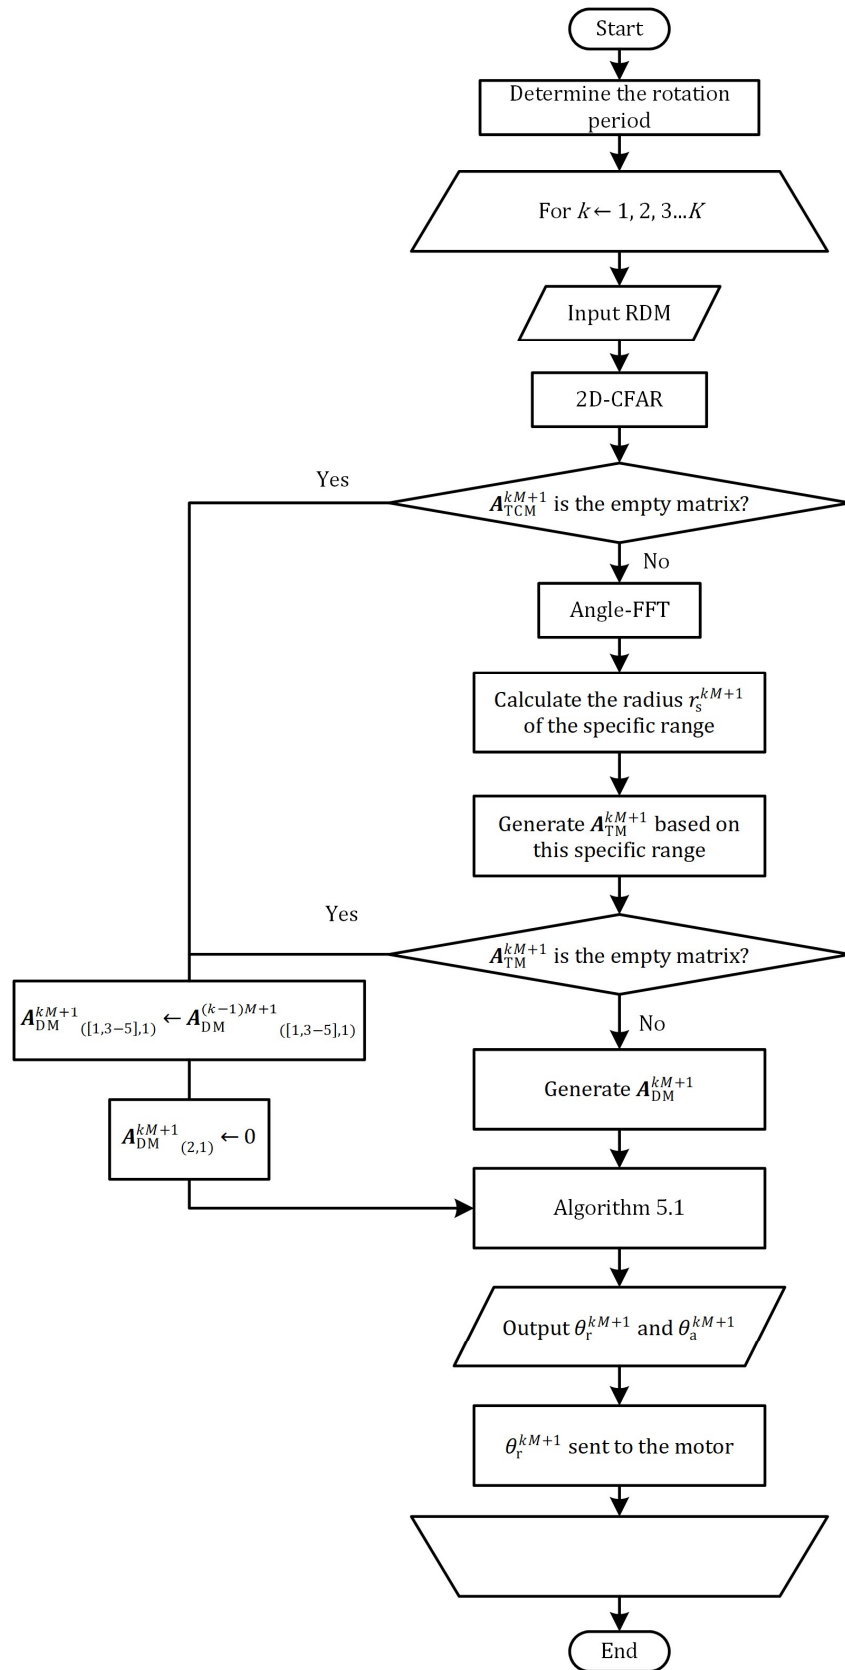 Start
Determine the rotation
period
For k ← 1, 2, 3...K
Input RDM
2D-CFAR
Yes
A_TCM^{kM+1} is the empty matrix?
No
Angle-FFT
Calculate the radius r_s^{kM+1}
of the specific range
Generate A_TM^{kM+1} based on
this specific range
Yes
A_TM^{kM+1} is the empty matrix?
A_DM^{kM+1}_([1,3−5],1) ← A_DM^{(k−1)M+1}_([1,3−5],1)
No
Generate A_DM^{kM+1}
A_DM^{kM+1}_(2,1) ← 0
Algorithm 5.1
Output θ_r^{kM+1} and θ_a^{kM+1}
θ_r^{kM+1} sent to the motor
End